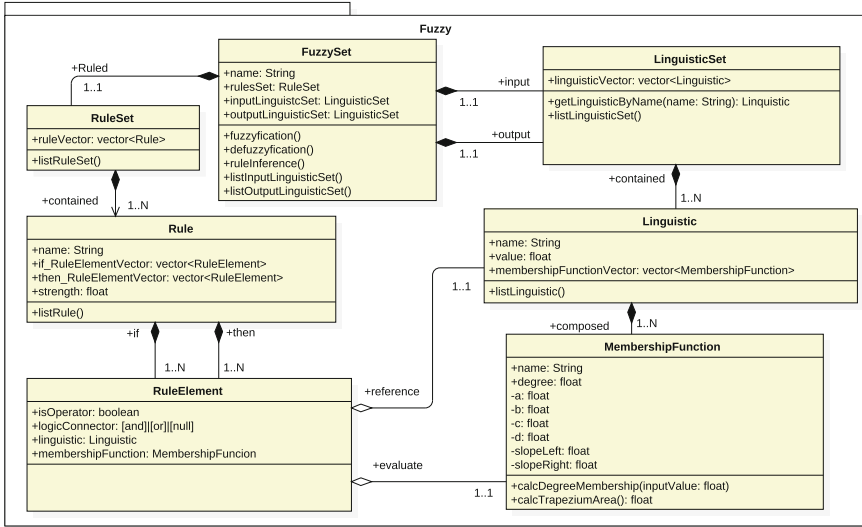 Fuzzy
FuzzySet
+name: String
+rulesSet: RuleSet
+inputLinguistcSet: LinguisticSet
+outputLinguisticSet: LinguisticSet
+fuzzyfication()
+defuzzyfication()
+ruleInference()
+listInputLinguisticSet()
+listOutputLinguisticSet()
+Ruled
1..1
+input
1..1
+output
1..1
LinguisticSet
+linguisticVector: vector<Linguistic>
+getLinguisticByName(name: String): Linquistic
+listLinguisticSet()
RuleSet
+ruleVector: vector<Rule>
+listRuleSet()
+contained
1..N
+contained
1..N
Rule
+name: String
+if_RuleElementVector: vector<RuleElement>
+then_RuleElementVector: vector<RuleElement>
+strength: float
+listRule()
Linguistic
+name: String
+value: float
+membershipFunctionVector: vector<MembershipFunction>
+listLinguistic()
1..1
+if
+then
1..N
1..N
+composed
1..N
RuleElement
+isOperator: boolean
+logicConnector: [and]|[or]|[null]
+linguistic: Linguistic
+membershipFunction: MembershipFuncion
+reference
+evaluate
1..1
MembershipFunction
+name: String
+degree: float
-a: float
-b: float
-c: float
-d: float
-slopeLeft: float
-slopeRight: float
+calcDegreeMembership(inputValue: float)
+calcTrapeziumArea(): float